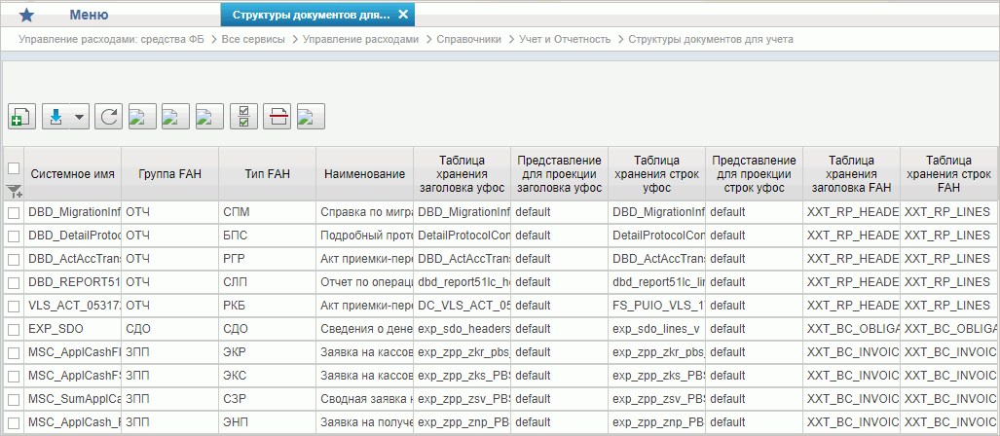 Меню
Структуры документов для...
Управление расходами: средства ФБ > Все сервисы > Управление расходами > Справочники > Учет и Отчетность > Структуры документов для учета
Системное имя Группа FAH Тип FAH Наименование Таблица хранения заголовка уфос Представление для проекции заголовка уфос Таблица хранения строк уфос Представление для проекции строк уфос Таблица хранения заголовка FAH Таблица хранения строк FAH
DBD_MigrationInf ОТЧ СПМ Справка по мигра DBD_MigrationInf default DBD_MigrationInf default XXT_RP_HEADE XXT_RP_LINES
DBD_DetailProtoc ОТЧ БПС Подробный прото DetailProtocolCon default DetailProtocolCon default XXT_RP_HEADE XXT_RP_LINES
DBD_ActAccTrans ОТЧ РГР Акт приемки-пере DBD_ActAccTrans default DBD_ActAccTrans default XXT_RP_HEADE XXT_RP_LINES
DBD_REPORT51 ОТЧ СЛП Отчет по операци dbd_report51lc_h default dbd_report51lc_lin default XXT_RP_HEADE XXT_RP_LINES
VLS_ACT_05317 ОТЧ РКБ Акт приемки-пере DC_VLS_ACT_05 default FS_PUIO_VLS_1 default XXT_RP_HEADE XXT_RP_LINES
EXP_SDO СДО СДО Сведения о дене exp_sdo_headers default exp_sdo_lines_v default XXT_BC_OBLIGA XXT_BC_OBLIGA
MSC_ApplCashFl ЗПП ЭКР Заявка на кассов exp_zpp_zkr_pbs_ default exp_zpp_zkr_pbs_ default XXT_BC_INVOIC XXT_BC_INVOIC
MSC_ApplCashFS ЗПП ЭКС Заявка на кассов exp_zpp_zks_PBS default exp_zpp_zks_PBS default XXT_BC_INVOIC XXT_BC_INVOIC
MSC_SumApplCa ЗПП СЗР Сводная заявка н exp_zpp_zsv_PBS default exp_zpp_zsv_PBS default XXT_BC_INVOIC XXT_BC_INVOIC
MSC_ApplCash_F ЗПП ЭНП Заявка на получе exp_zpp_znp_PB default exp_zpp_znp_PB default XXT_BC_INVOIC XXT_BC_INVOIC